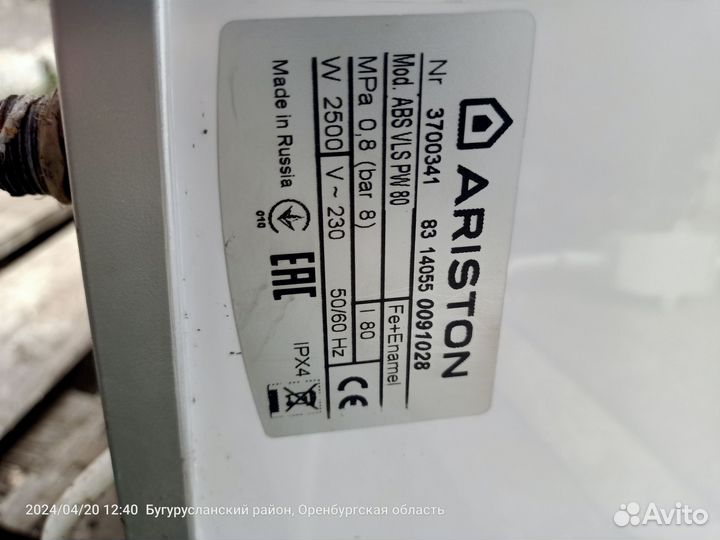 ARISTON
Nr 3700341 83 14055 0091028
Mod. ABS VLS PW 80 Fe+Enamel
MPa 0,8 (bar 8) l 80
W 2500 V~ 230 50/60 Hz
Made in Russia IPX4
010
EAC
CE
2024/04/20 12:40 Бугурусланский район, Оренбургская область
Avito